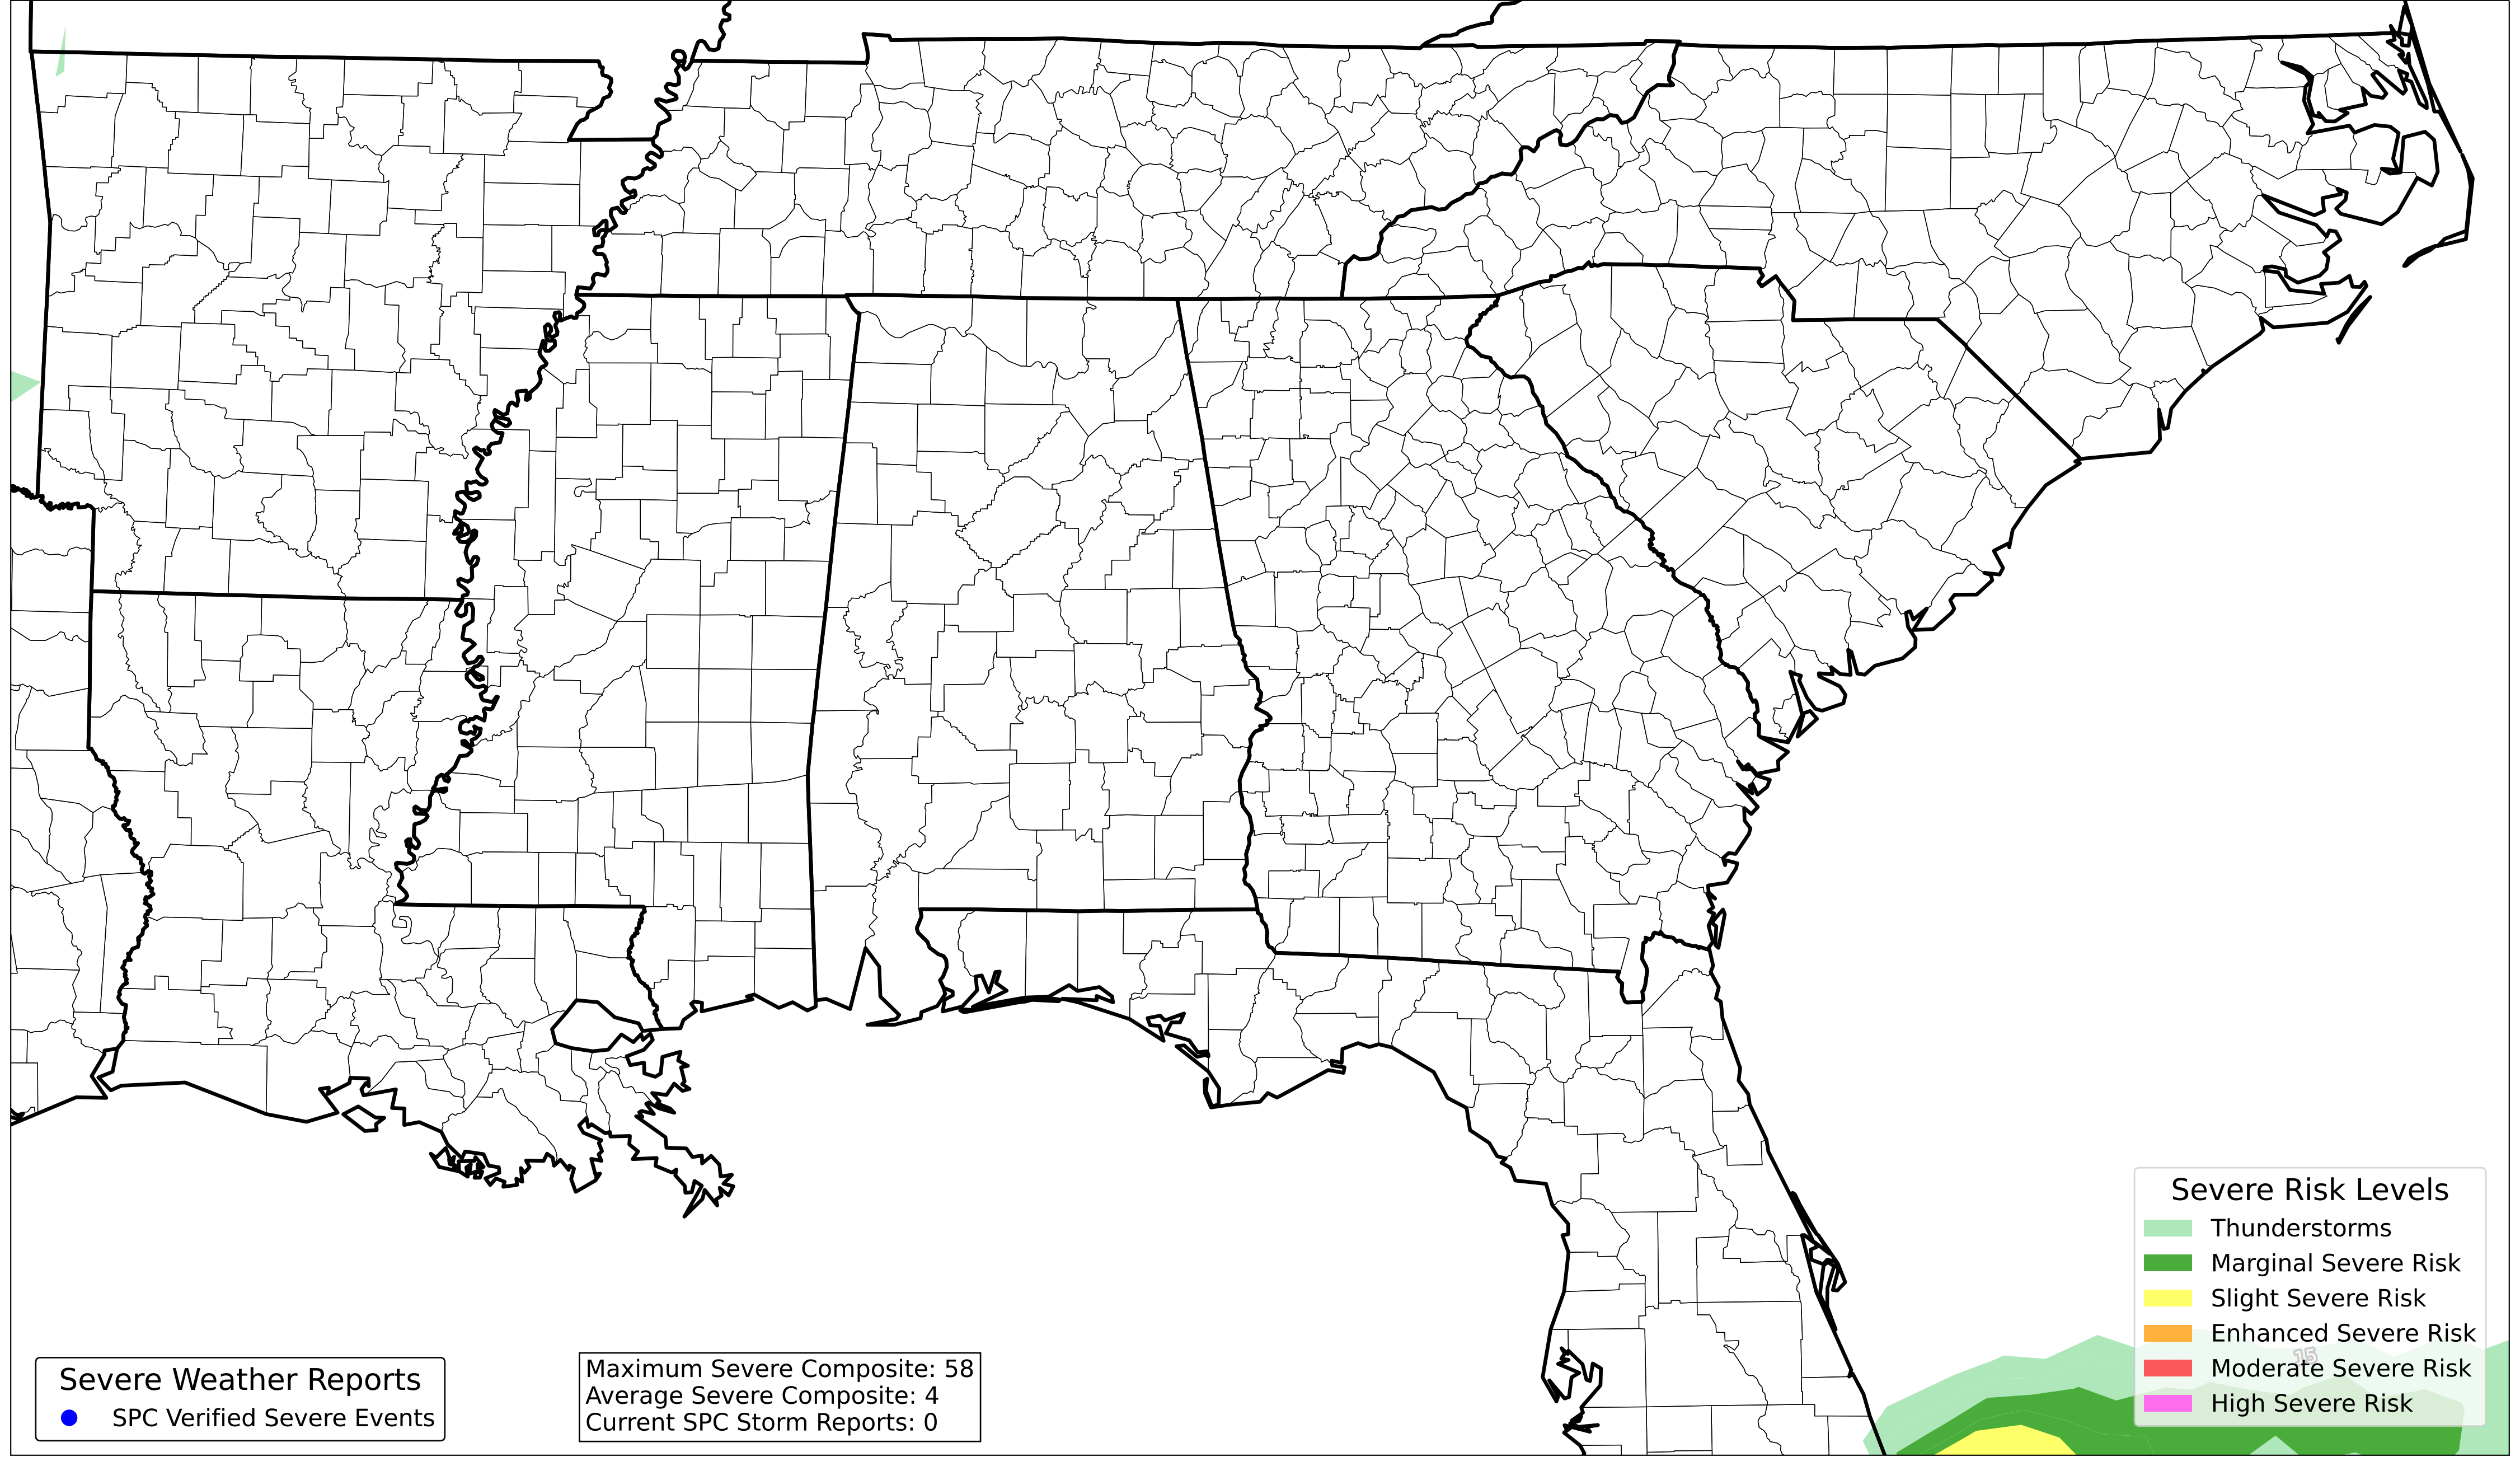 Severe Risk Levels
Thunderstorms
Marginal Severe Risk
Slight Severe Risk
Enhanced Severe Risk
15
Moderate Severe Risk
High Severe Risk
Severe Weather Reports
SPC Verified Severe Events
Maximum Severe Composite: 58
Average Severe Composite: 4
Current SPC Storm Reports: 0